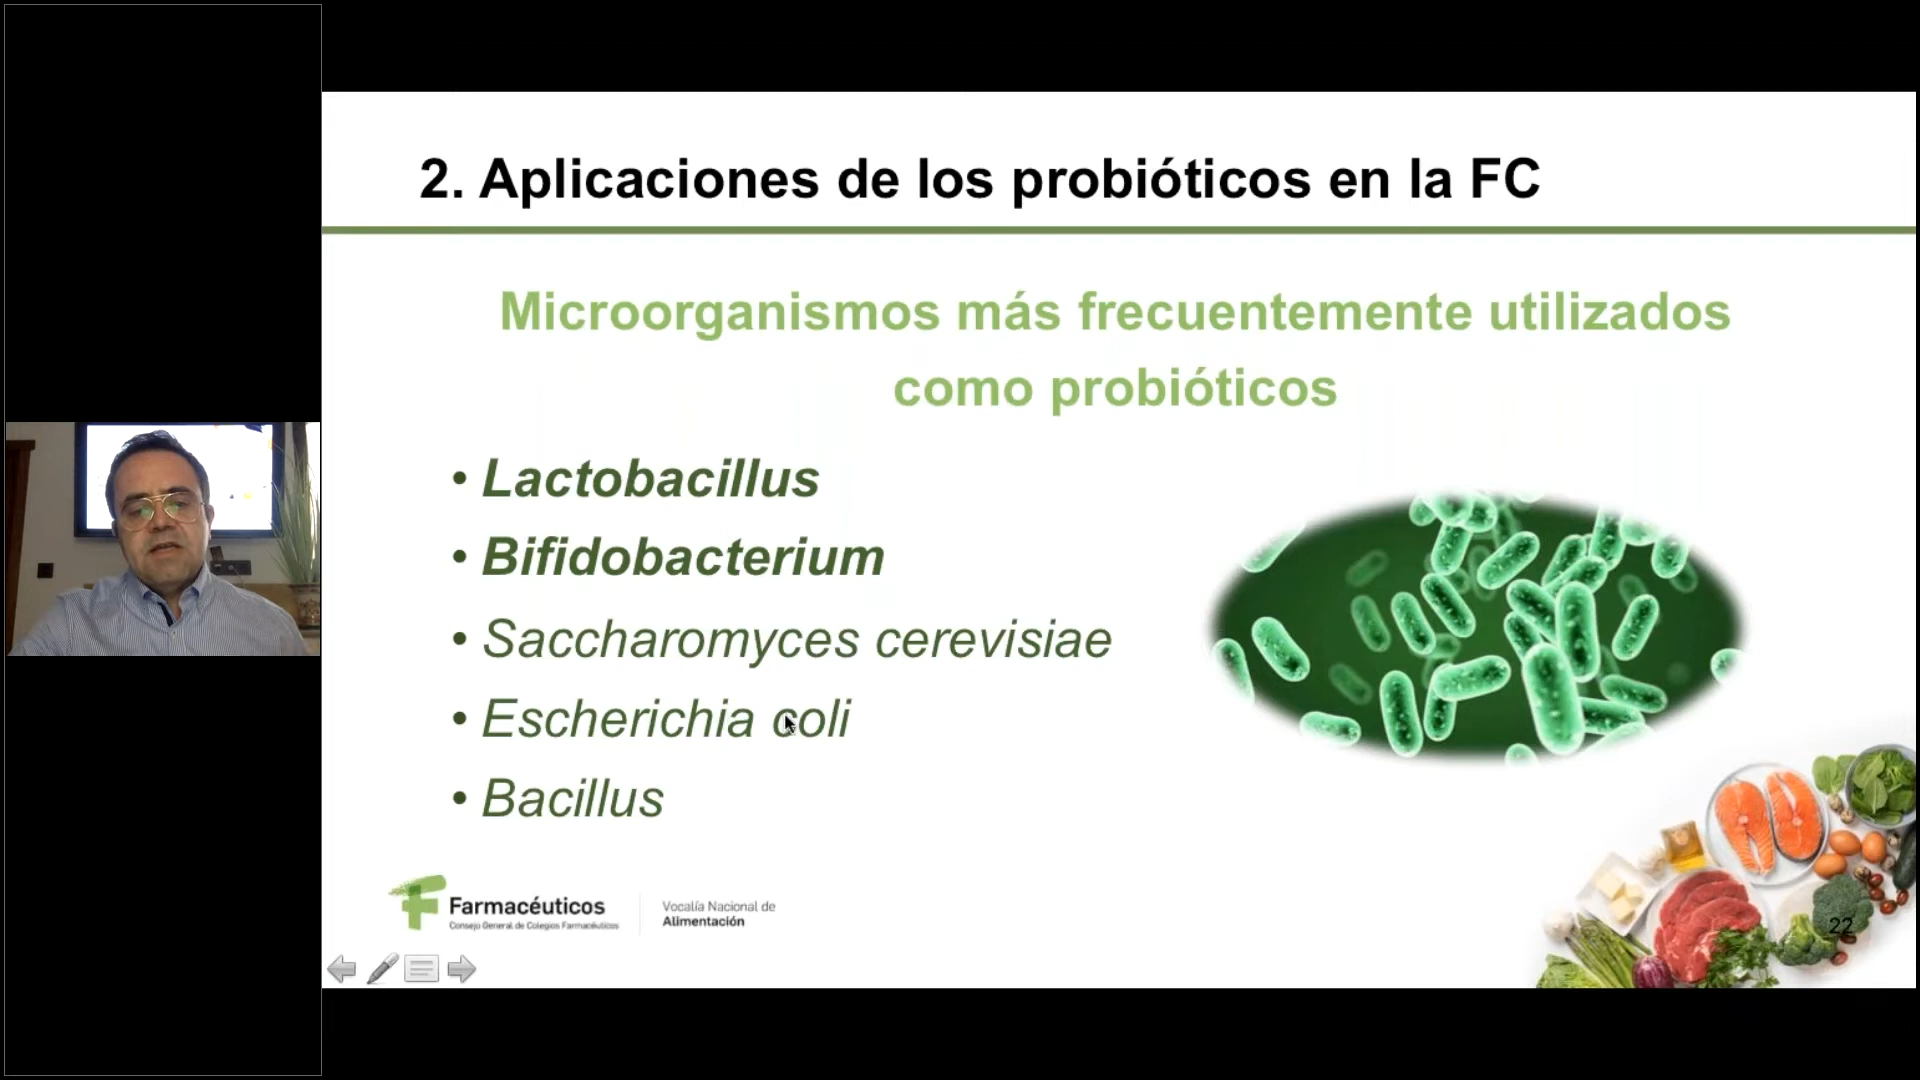 2. Aplicaciones de los probióticos en la FC
Microorganismos más frecuentemente utilizados
como probióticos
• Lactobacillus
• Bifidobacterium
• Saccharomyces cerevisiae
• Escherichia coli
• Bacillus
Farmacéuticos
Consejo General de Colegios Farmacéuticos
Vocalía Nacional de
Alimentación
22